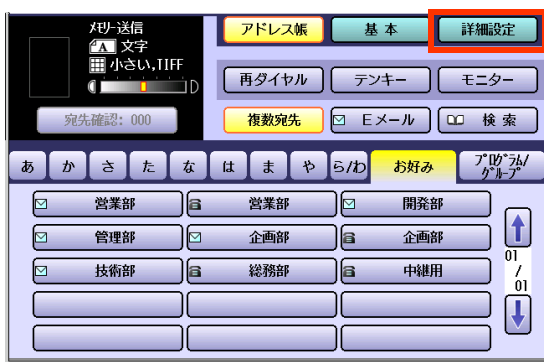 ﾒﾓﾘｰ送信
A 文字
小さい,TIFF
D
宛先確認: 000
アドレス帳 基本 詳細設定
再ダイヤル テンキー モニター
複数宛先 Eメール 検索
あ か さ た な は ま や ら/わ お好み ﾌﾟﾛｸﾞﾗﾑ/
ｸﾞﾙｰﾌﾟ
営業部 営業部 開発部
管理部 企画部 企画部
技術部 総務部 中継用
01
/
01